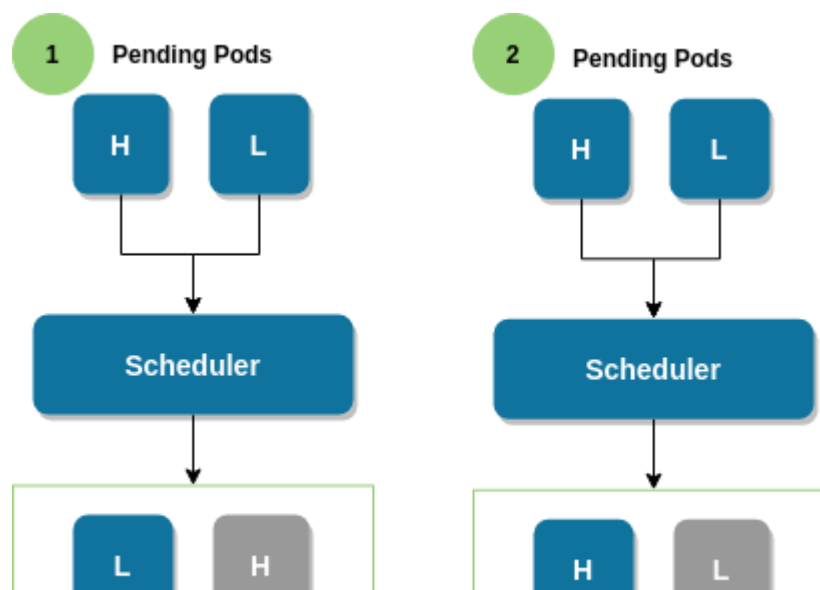 1
Pending Pods
H
L
Scheduler
L
H
2
Pending Pods
H
L
Scheduler
H
L